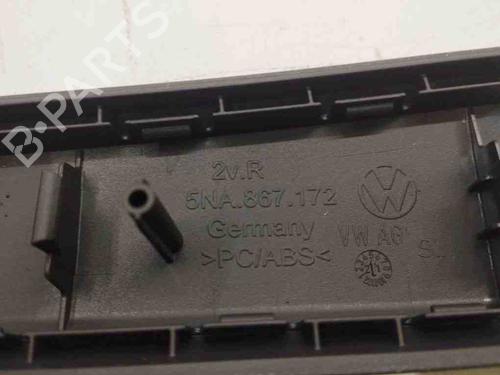 2v.R
5NA.867.172
Germany
VW AG
>PC/ABS<
B-PARTS